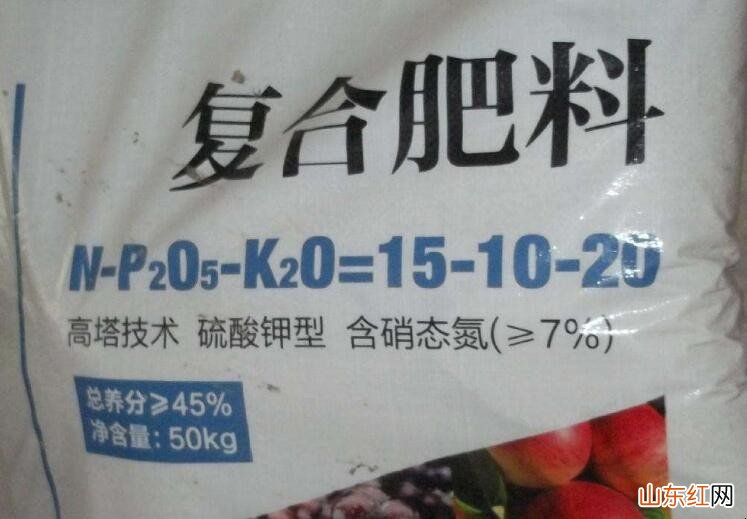 复合肥料
N-P₂O₅-K₂O=15-10-20
高塔技术 硫酸钾型 含硝态氮(≥7%)
总养分≥45%
净含量:50kg
山东红网